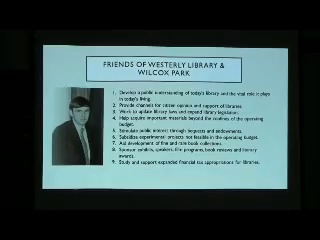 FRIENDS OF WESTERLY LIBRARY &
WILCOX PARK
1. Develop a public understanding of today's library and the vital role it plays
in today's living.
2. Provide channels for citizen opinion and support of libraries.
3. Work to update library laws and expand library legislation.
4. Help acquire important materials beyond the confines of the operating
budget.
5. Stimulate public interest through bequests and endowments.
6. Subsidize experimental projects not feasible in the operating budget.
7. Aid development of fine and rare book collections.
8. Sponsor exhibits, speakers, film programs, book reviews and literary
awards.
9. Study and support expanded financial tax appropriations for libraries.